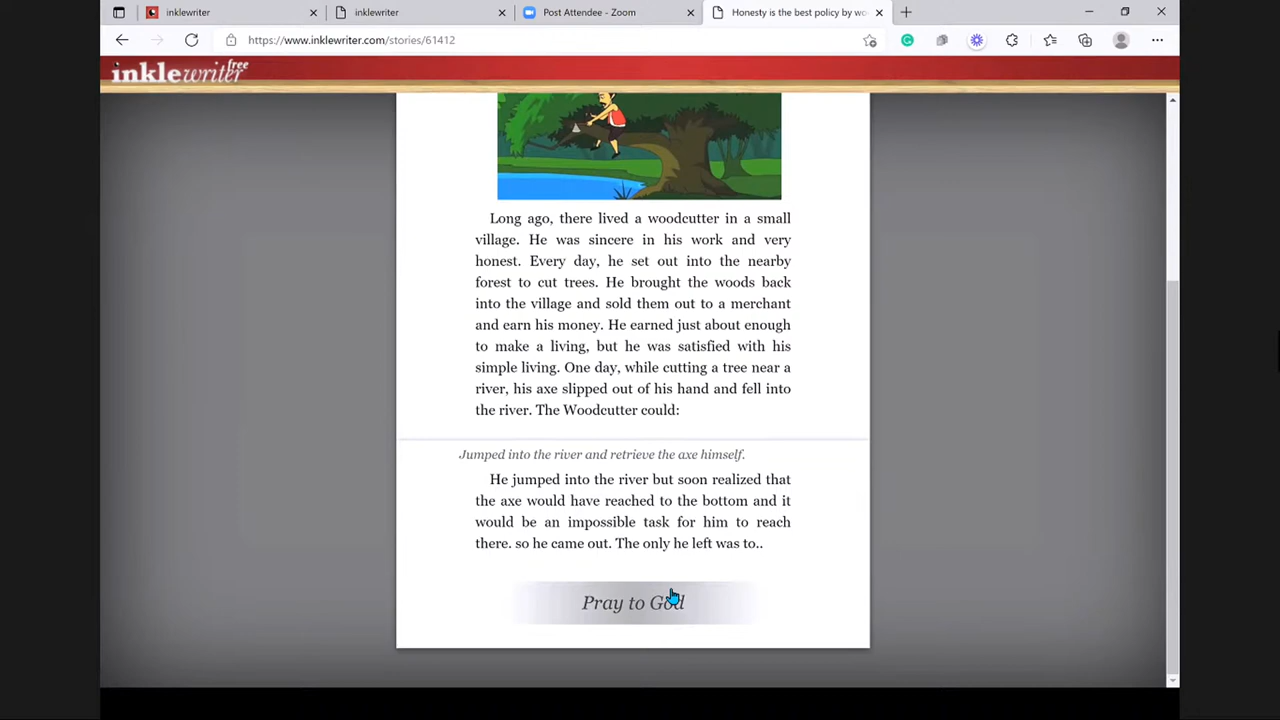 inklewriter
inklewriter
Post Attendee - Zoom
Honesty is the best policy by wo
https://www.inklewriter.com/stories/61412
inklewriter free
Long ago, there lived a woodcutter in a small
village. He was sincere in his work and very
honest. Every day, he set out into the nearby
forest to cut trees. He brought the woods back
into the village and sold them out to a merchant
and earn his money. He earned just about enough
to make a living, but he was satisfied with his
simple living. One day, while cutting a tree near a
river, his axe slipped out of his hand and fell into
the river. The Woodcutter could:
Jumped into the river and retrieve the axe himself.
He jumped into the river but soon realized that
the axe would have reached to the bottom and it
would be an impossible task for him to reach
there. so he came out. The only he left was to..
Pray to God